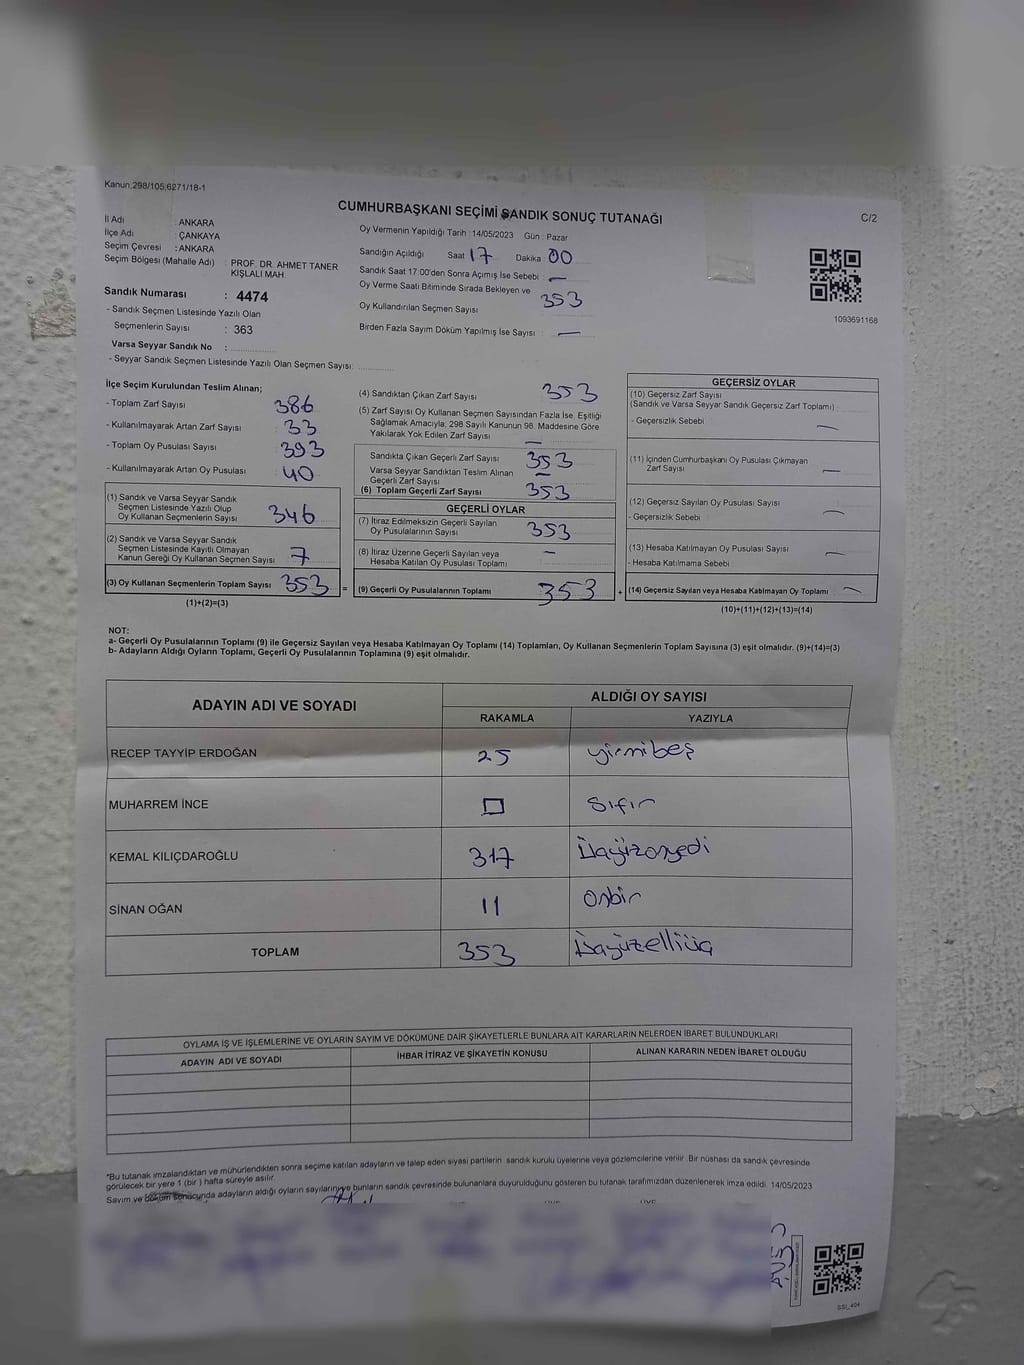 Kanun:298/105,6271/18-1
CUMHURBAŞKANI SEÇİMİ SANDIK SONUÇ TUTANAĞI
C/2
İl Adı : ANKARA
İlçe Adı : ÇANKAYA
Seçim Çevresi : ANKARA
Seçim Bölgesi (Mahalle Adı) : PROF. DR. AHMET TANER
KIŞLALI MAH.
Sandık Numarası : 4474
- Sandık Seçmen Listesinde Yazılı Olan
Seçmenlerin Sayısı : 363
Varsa Seyyar Sandık No :
- Seyyar Sandık Seçmen Listesinde Yazılı Olan Seçmen Sayısı:
Oy Vermenin Yapıldığı Tarih : 14/05/2023 Gün : Pazar
Sandığın Açıldığı Saat 17 Dakika : 00
Sandık Saat 17:00'den Sonra Açımış İse Sebebi : —
Oy Verme Saati Bitiminde Sırada Bekleyen ve
Oy Kullandırılan Seçmen Sayısı 353
Birden Fazla Sayım Döküm Yapılmış İse Sayısı : —
1093691168
İlçe Seçim Kurulundan Teslim Alınan;
- Toplam Zarf Sayısı 386
- Kullanılmayarak Artan Zarf Sayısı : 33
- Toplam Oy Pusulası Sayısı 393
- Kullanılmayarak Artan Oy Pusulası : 40
(1) Sandık ve Varsa Seyyar Sandık
Seçmen Listesinde Yazılı Olup
Oy Kullanan Seçmenlerin Sayısı 346
(2) Sandık ve Varsa Seyyar Sandık
Seçmen Listesinde Kayıtlı Olmayan
Kanun Gereği Oy Kullanan Seçmen Sayısı 7
(3) Oy Kullanan Seçmenlerin Toplam Sayısı 353 =
(1)+(2)=(3)
(4) Sandıktan Çıkan Zarf Sayısı 353
(5) Zarf Sayısı Oy Kullanan Seçmen Sayısından Fazla İse, Eşitliği
Sağlamak Amacıyla; 298 Sayılı Kanunun 98. Maddesine Göre
Yakılarak Yok Edilen Zarf Sayısı —
Sandıkta Çıkan Geçerli Zarf Sayısı 353
Varsa Seyyar Sandıktan Teslim Alınan
Geçerli Zarf Sayısı —
(6) Toplam Geçerli Zarf Sayısı 353
GEÇERLİ OYLAR
(7) İtiraz Edilmeksizin Geçerli Sayılan
Oy Pusulalarının Sayısı 353
(8) İtiraz Üzerine Geçerli Sayılan veya
Hesaba Katılan Oy Pusulası Toplamı —
(9) Geçerli Oy Pusulalarının Toplamı 353 +
GEÇERSİZ OYLAR
(10) Geçersiz Zarf Sayısı
(Sandık ve Varsa Seyyar Sandık Geçersiz Zarf Toplamı) :
- Geçersizlik Sebebi —
(11) İçinden Cumhurbaşkanı Oy Pusulası Çıkmayan
Zarf Sayısı —
(12) Geçersiz Sayılan Oy Pusulası Sayısı
- Geçersizlik Sebebi —
(13) Hesaba Katılmayan Oy Pusulası Sayısı —
- Hesaba Katılmama Sebebi
(14) Geçersiz Sayılan veya Hesaba Katılmayan Oy Toplamı —
(10)+(11)+(12)+(13)=(14)
NOT:
a- Geçerli Oy Pusulalarının Toplamı (9) ile Geçersiz Sayılan veya Hesaba Katılmayan Oy Toplamı (14) Toplamları, Oy Kullanan Seçmenlerin Toplam Sayısına (3) eşit olmalıdır. (9)+(14)=(3)
b- Adayların Aldığı Oyların Toplamı, Geçerli Oy Pusulalarının Toplamına (9) eşit olmalıdır.
ADAYIN ADI VE SOYADI ALDIĞI OY SAYISI
RAKAMLA YAZIYLA
RECEP TAYYİP ERDOĞAN 25 yirmibeş
MUHARREM İNCE 0 Sıfır
KEMAL KILIÇDAROĞLU 317 Üçyüzonyedi
SİNAN OĞAN 11 Onbir
TOPLAM 353 Üçyüzelliüç
OYLAMA İŞ VE İŞLEMLERİNE VE OYLARIN SAYIM VE DÖKÜMÜNE DAİR ŞİKAYETLERLE BUNLARA AİT KARARLARIN NELERDEN İBARET BULUNDUKLARI
ADAYIN ADI VE SOYADI İHBAR İTİRAZ VE ŞİKAYETİN KONUSU ALINAN KARARIN NEDEN İBARET OLDUĞU
*Bu tutanak imzalandıktan ve mühürlendikten sonra seçime katılan adayların ve talep eden siyasi partilerin sandık kurulu üyelerine veya gözlemcilerine verilir. Bir nüshası da sandık çevresinde
görülecek bir yere 1 (bir) hafta süreyle asılır.
Sayım ve döküm sonucunda adayların aldığı oyların sayılarını ve bunların sandık çevresinde bulunanlara duyurulduğunu gösteren bu tutanak tarafımızdan düzenlenerek imza edildi. 14/05/2023
SSI_404